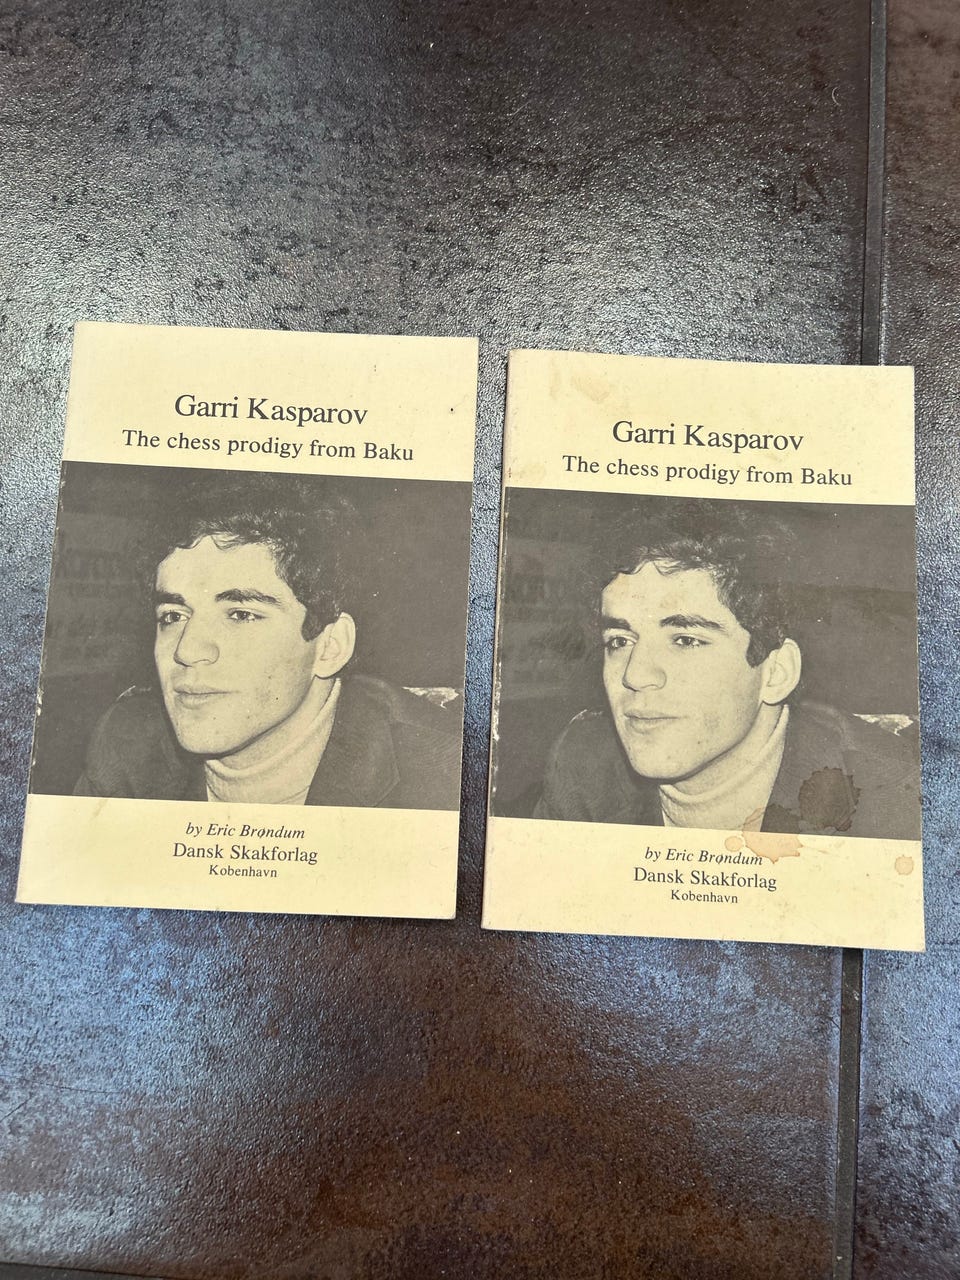 Garri Kasparov
The chess prodigy from Baku
by Eric Brøndum
Dansk Skakforlag
Kobenhavn
Garri Kasparov
The chess prodigy from Baku
by Eric Brøndum
Dansk Skakforlag
Kobenhavn